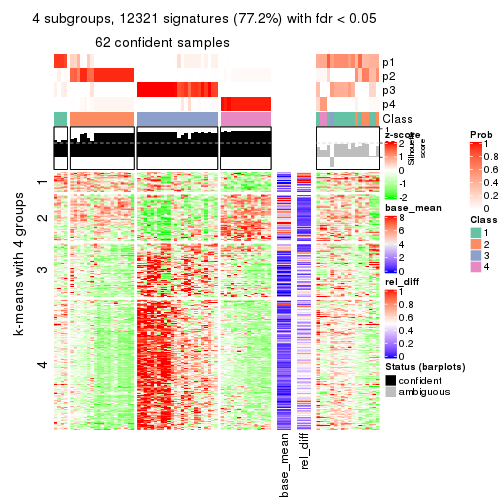 4 subgroups, 12321 signatures (77.2%) with fdr < 0.05
62 confident samples
p1
p2
p3
p4
Class
1
0.5
0
Silhouette
score
k-means with 4 groups
1
2
3
4
base_mean
rel_diff
z-score
2
1
0
-1
-2
base_mean
8
6
4
2
0
rel_diff
1
0.8
0.6
0.4
0.2
0
Status (barplots)
confident
ambiguous
Prob
1
0.8
0.6
0.4
0.2
0
Class
1
2
3
4